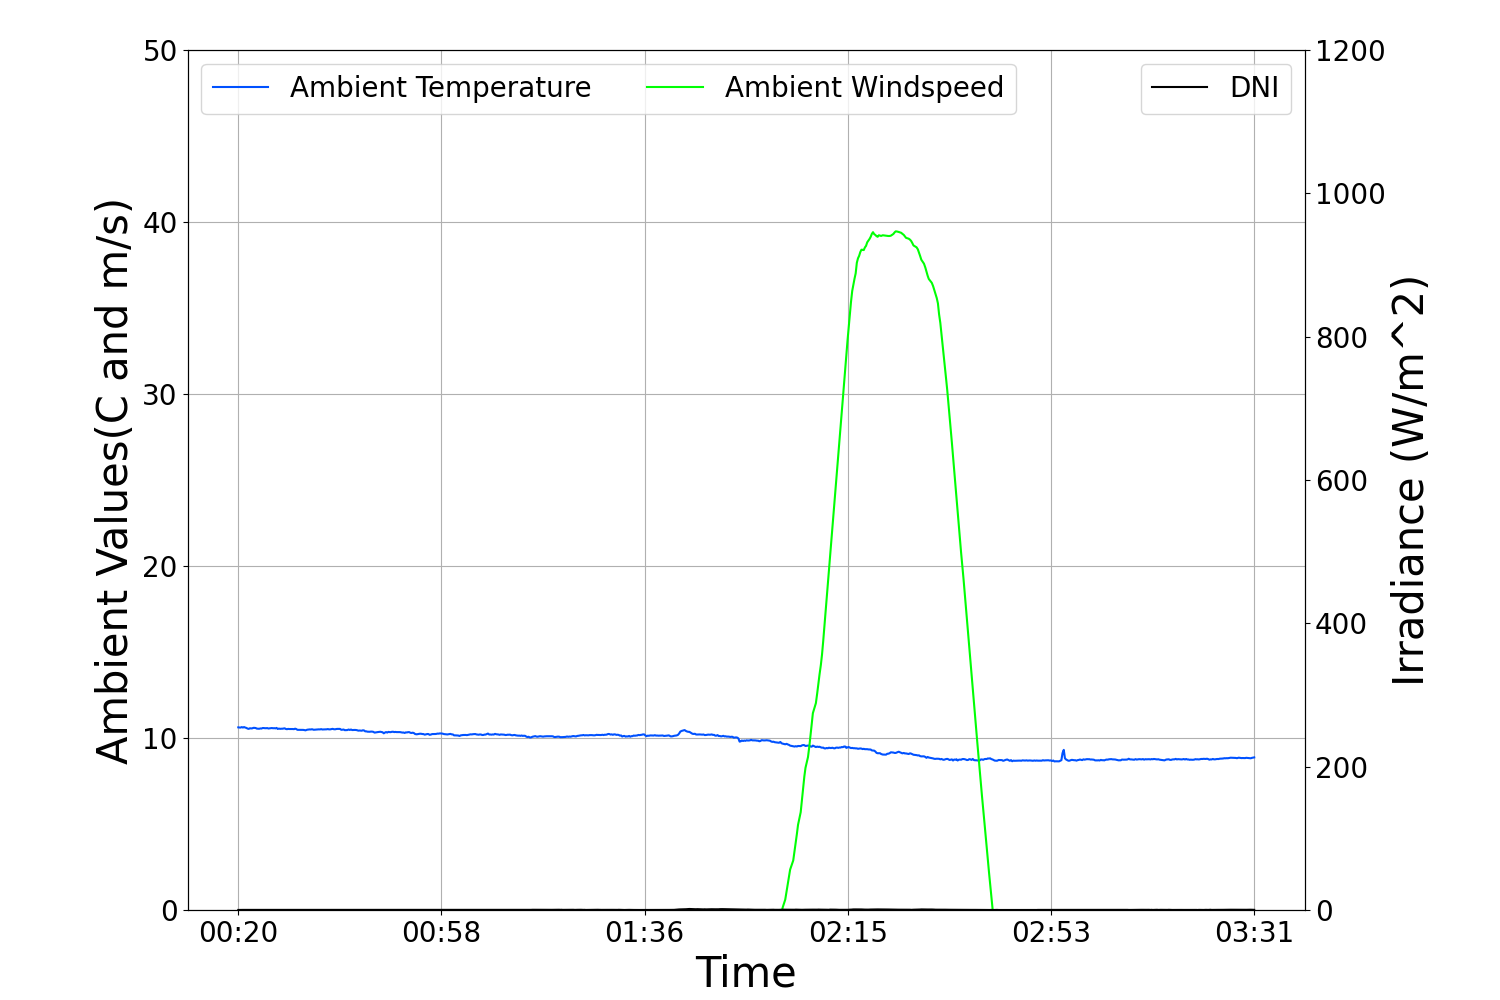 Ambient Temperature
Ambient Windspeed
DNI
Ambient Values(C and m/s)
50
40
30
20
10
0
1200
1000
800
600
400
200
0
Irradiance (W/m^2)
00:20 00:58 01:36 02:15 02:53 03:31
Time